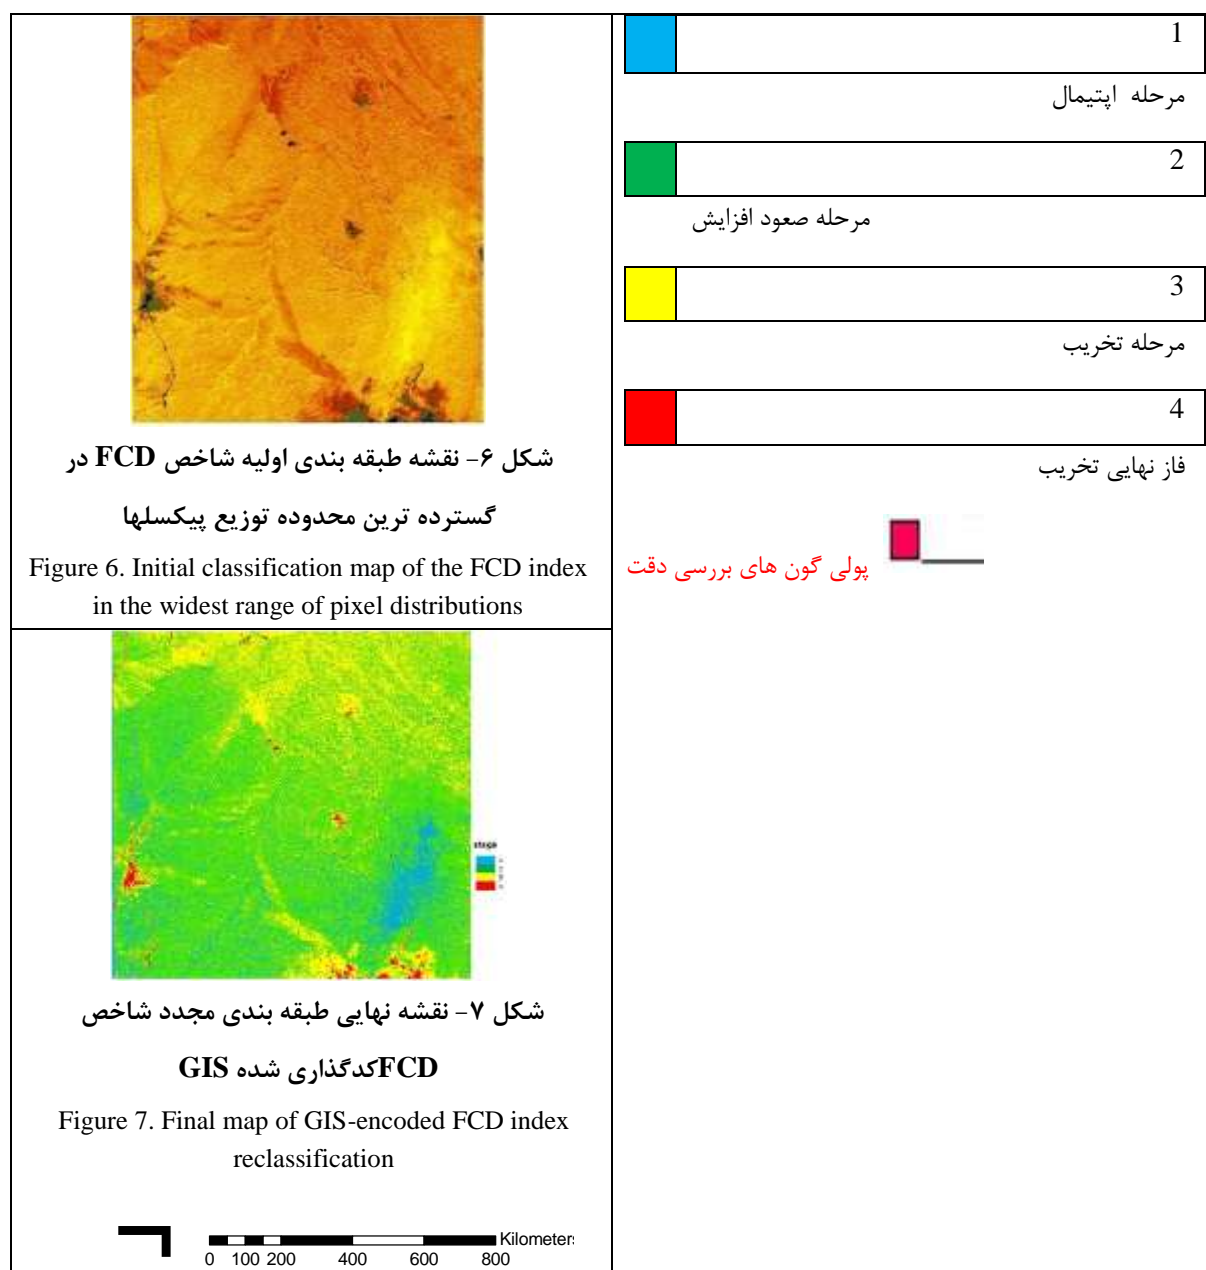 شکل ۶- نقشه طبقه بندی اولیه شاخص FCD در
گسترده ترین محدوده توزیع پیکسلها
Figure 6. Initial classification map of the FCD index
in the widest range of pixel distributions
stage
شکل ۷- نقشه نهایی طبقه بندی مجدد شاخص
FCDکدگذاری شده GIS
Figure 7. Final map of GIS-encoded FCD index
reclassification
Kilometer
0 100 200 400 600 800
1
مرحله اپتیمال
2
مرحله صعود افزایش
3
مرحله تخریب
4
فاز نهایی تخریب
پولی گون های بررسی دقت